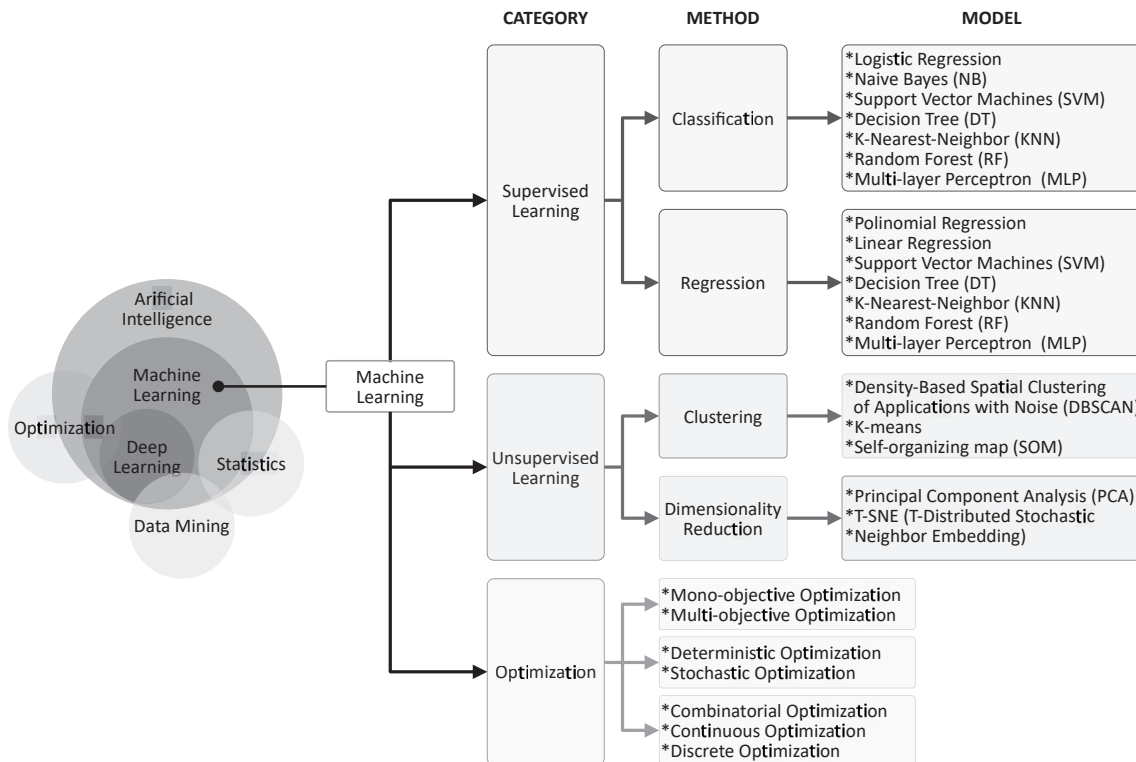 CATEGORY
METHOD
MODEL
Supervised
Learning
Classification
*Logistic Regression
*Naive Bayes (NB)
*Support Vector Machines (SVM)
*Decision Tree (DT)
*K-Nearest-Neighbor (KNN)
*Random Forest (RF)
*Multi-layer Perceptron (MLP)
Regression
*Polinomial Regression
*Linear Regression
*Support Vector Machines (SVM)
*Decision Tree (DT)
*K-Nearest-Neighbor (KNN)
*Random Forest (RF)
*Multi-layer Perceptron (MLP)
Arificial
Intelligence
Machine
Learning
Optimization
Deep
Learning
Statistics
Data Mining
Machine
Learning
Unsupervised
Learning
Clustering
*Density-Based Spatial Clustering
of Applications with Noise (DBSCAN)
*K-means
*Self-organizing map (SOM)
Dimensionality
Reduction
*Principal Component Analysis (PCA)
*T-SNE (T-Distributed Stochastic
*Neighbor Embedding)
Optimization
*Mono-objective Optimization
*Multi-objective Optimization
*Deterministic Optimization
*Stochastic Optimization
*Combinatorial Optimization
*Continuous Optimization
*Discrete Optimization